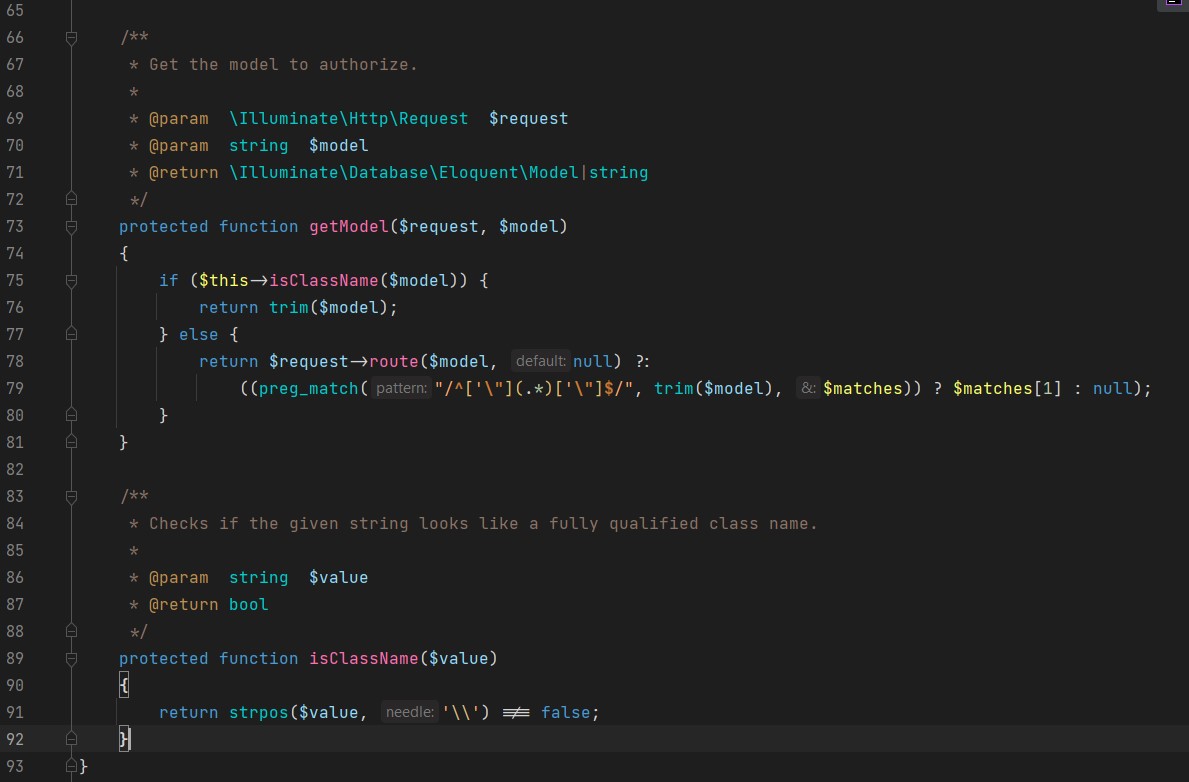 65
66 /**
67  * Get the model to authorize.
68  *
69  * @param  \Illuminate\Http\Request  $request
70  * @param  string  $model
71  * @return \Illuminate\Database\Eloquent\Model|string
72  */
73 protected function getModel($request, $model)
74 {
75     if ($this->isClassName($model)) {
76         return trim($model);
77     } else {
78         return $request->route($model, default: null) ?:
79             ((preg_match( pattern: "/^['\"](.*)['\"]$/", trim($model), &: $matches)) ? $matches[1] : null);
80     }
81 }
82
83 /**
84  * Checks if the given string looks like a fully qualified class name.
85  *
86  * @param  string  $value
87  * @return bool
88  */
89 protected function isClassName($value)
90 {
91     return strpos($value, needle: '\\') !== false;
92 }
93 }